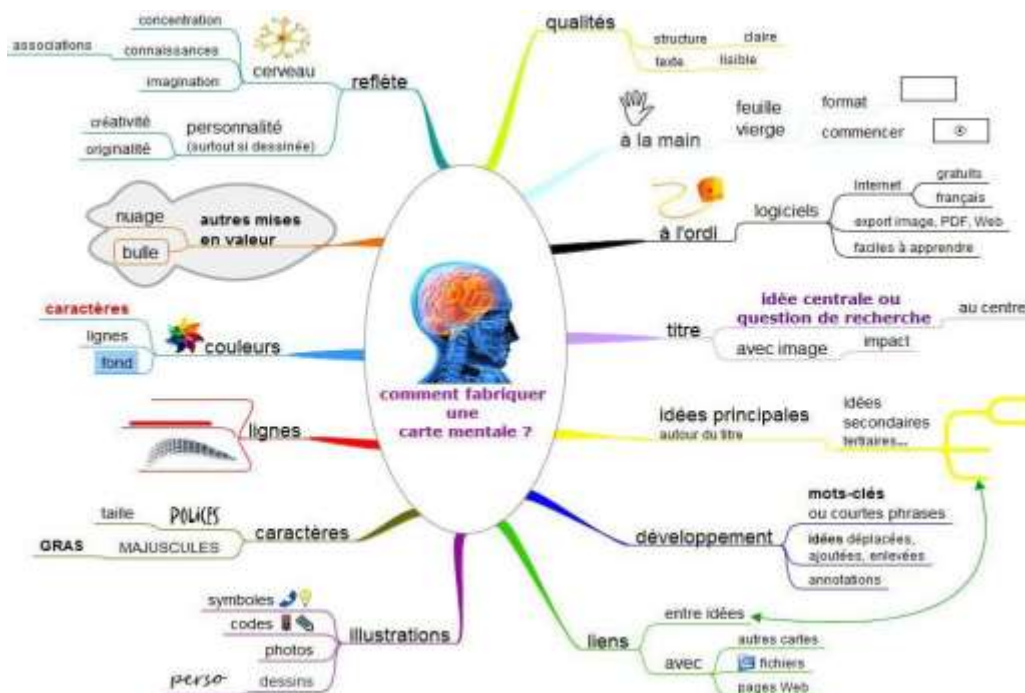 comment fabriquer
une
carte mentale ?
qualités
structure claire
texte lisible
à la main
feuille
vierge
format
commencer
à l'ordi
logiciels
Internet
gratuits
français
export image, PDF, Web
faciles à apprendre
titre
idée centrale ou
question de recherche
au centre
avec image
impact
idées principales
autour du titre
idées
secondaires
tertiaires...
développement
mots-clés
ou courtes phrases
idées déplacées,
ajoutées, enlevées
annotations
liens
entre idées
avec
autres cartes
fichiers
pages Web
illustrations
symboles
codes
photos
dessins
perso
caractères
POLICES
taille
MAJUSCULES
GRAS
lignes
couleurs
caractères
lignes
fond
autres mises
en valeur
nuage
bulle
reflète
cerveau
concentration
connaissances
associations
imagination
personnalité
(surtout si dessinée)
créativité
originalité